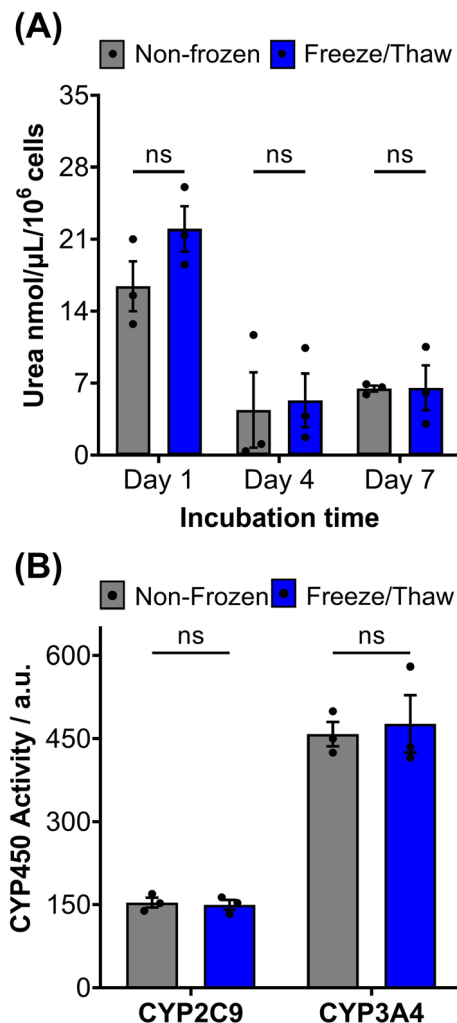 (A)
Non-frozen Freeze/Thaw
35
28
21
14
7
0
ns ns ns
Urea nmol/µL/10⁶ cells
Day 1 Day 4 Day 7
Incubation time
(B)
Non-Frozen Freeze/Thaw
600
450
300
150
0
ns ns
CYP450 Activity / a.u.
CYP2C9 CYP3A4